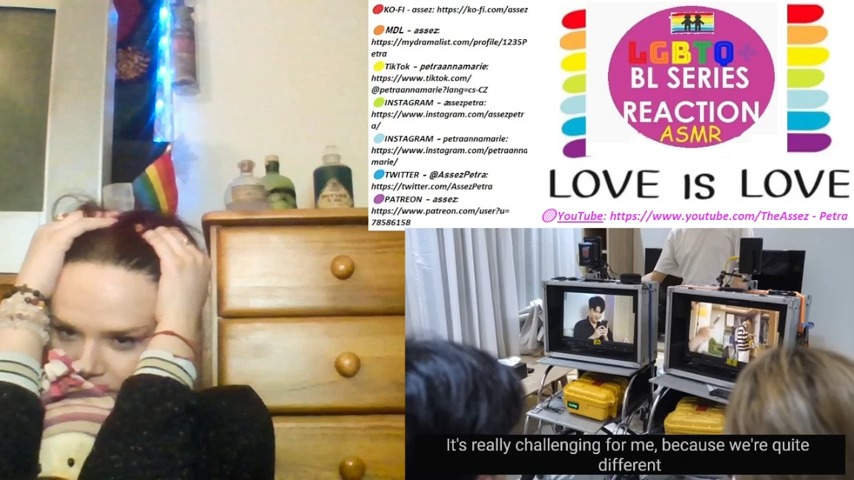 KO-FI - assez: https://ko-fi.com/assez
MDL – assez:
https://mydramalist.com/profile/1235P
etra
TikTok – petraannamarie:
https://www.tiktok.com/
@petraannamarie?lang=cs-CZ
INSTAGRAM – assezpetra:
https://www.instagram.com/assezpetr
a/
INSTAGRAM – petraannamarie:
https://www.instagram.com/petraanna
marie/
TWITTER – @AssezPetra:
https://twitter.com/AssezPetra
PATREON – assez:
https://www.patreon.com/user?u=
78586158
LGBTQ+
BL SERIES
REACTION
ASMR
LOVE is LOVE
YouTube: https://www.youtube.com/TheAssez - Petra
It's really challenging for me, because we're quite
different